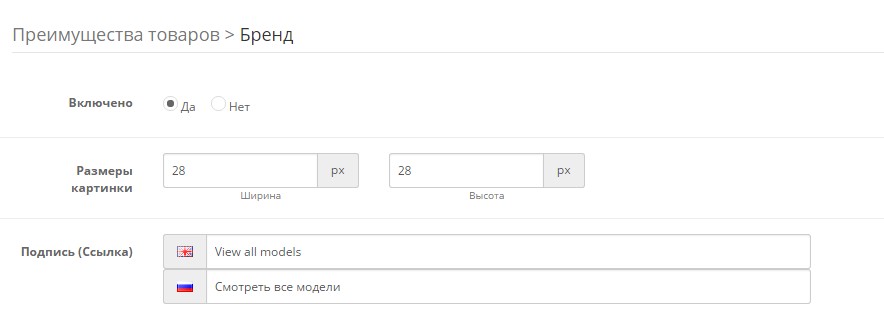 Преимущества товаров > Бренд
Включено
Да Нет
Размеры картинки
28 px 28 px
Ширина Высота
Подпись (Ссылка)
View all models
Смотреть все модели